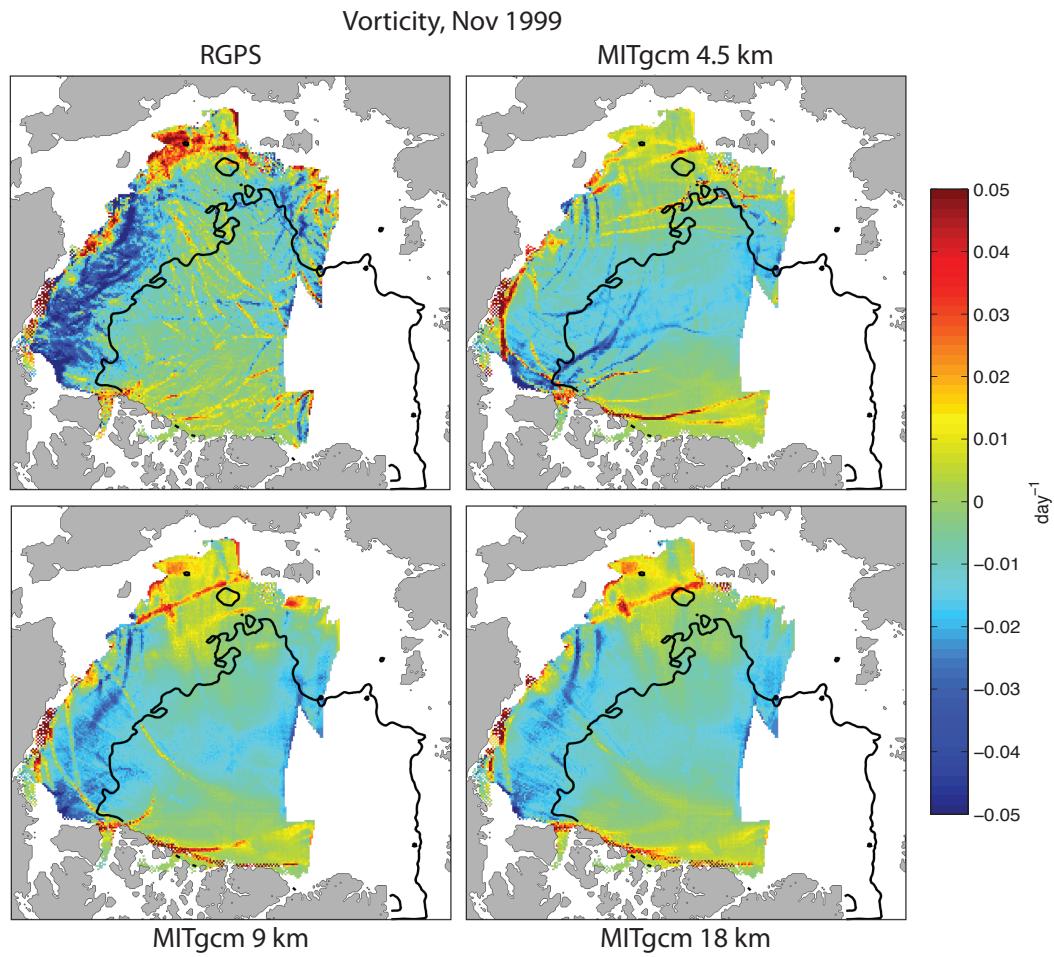 Vorticity, Nov 1999
RGPS
MITgcm 4.5 km
0.05
0.04
0.03
0.02
0.01
0
−0.01
−0.02
−0.03
−0.04
−0.05
day⁻¹
MITgcm 9 km
MITgcm 18 km